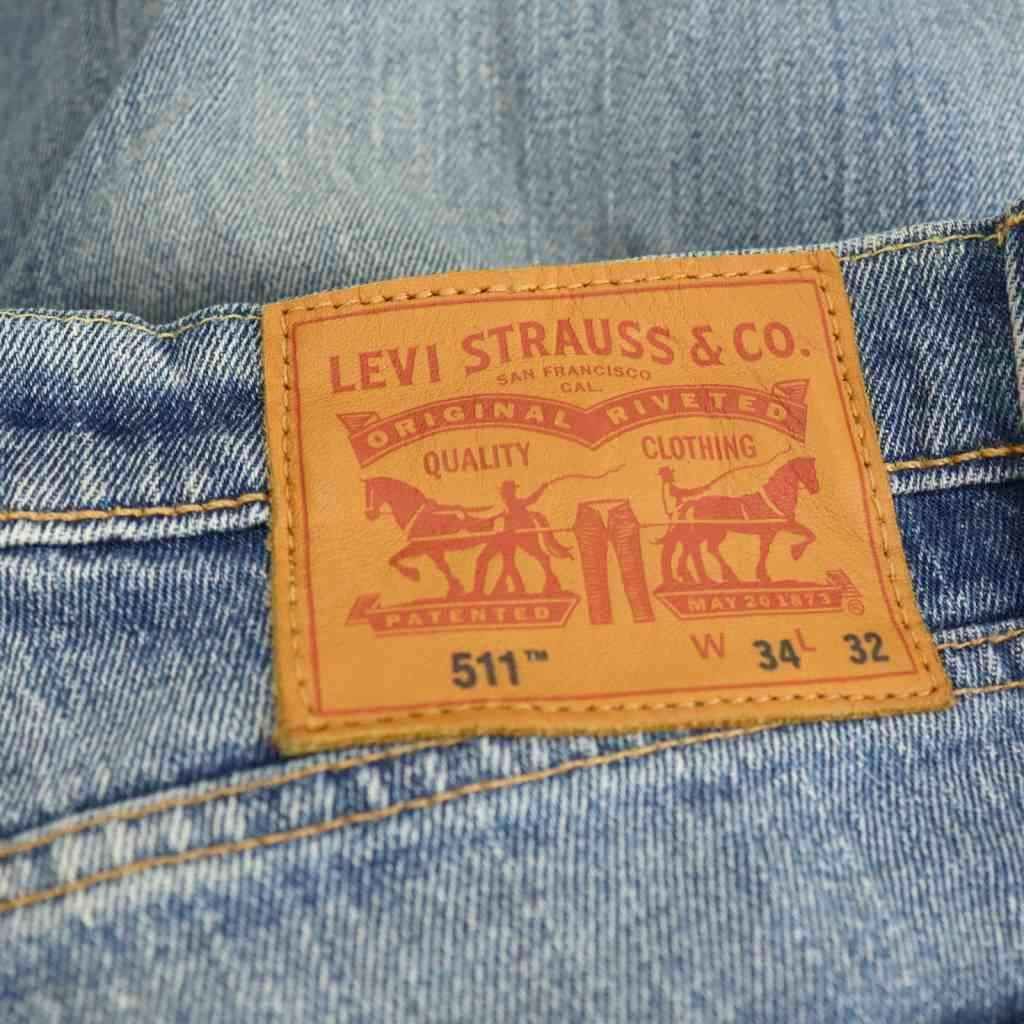 LEVI STRAUSS & CO.
SAN FRANCISCO
CAL.
ORIGINAL RIVETED
QUALITY CLOTHING
PATENTED MAY 20 1873 ®
511™ W 34 L 32